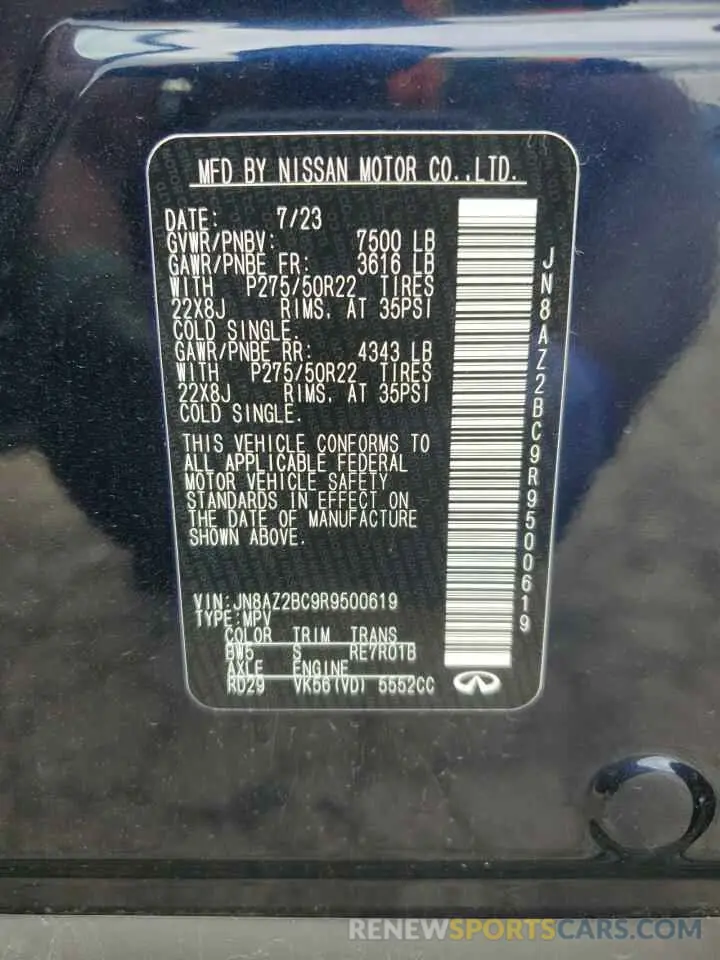 MFD BY NISSAN MOTOR CO.,LTD.
DATE: 7/23
GVWR/PNBV: 7500 LB
GAWR/PNBE FR: 3616 LB
WITH P275/50R22 TIRES
22X8J RIMS, AT 35PSI
COLD SINGLE.
GAWR/PNBE RR: 4343 LB
WITH P275/50R22 TIRES
22X8J RIMS, AT 35PSI
COLD SINGLE.
THIS VEHICLE CONFORMS TO
ALL APPLICABLE FEDERAL
MOTOR VEHICLE SAFETY
STANDARDS IN EFFECT ON
THE DATE OF MANUFACTURE
SHOWN ABOVE.
VIN:JN8AZ2BC9R9500619
TYPE:MPV
COLOR TRIM TRANS
BW5 S RE7R01B
AXLE ENGINE
RD29 VK56(VD) 5552CC
JN8AZ2BC9R9500619
RENEWSPORTSCARS.COM